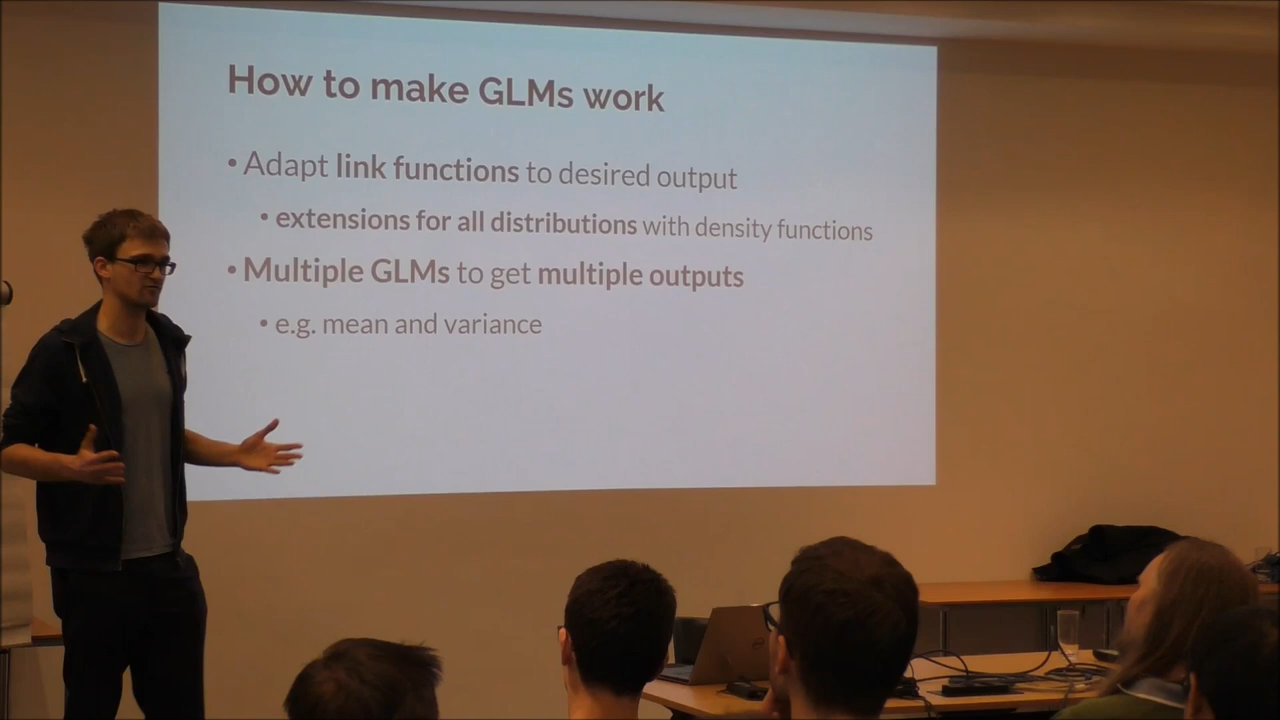 How to make GLMs work
• Adapt link functions to desired output
• extensions for all distributions with density functions
• Multiple GLMs to get multiple outputs
• e.g. mean and variance